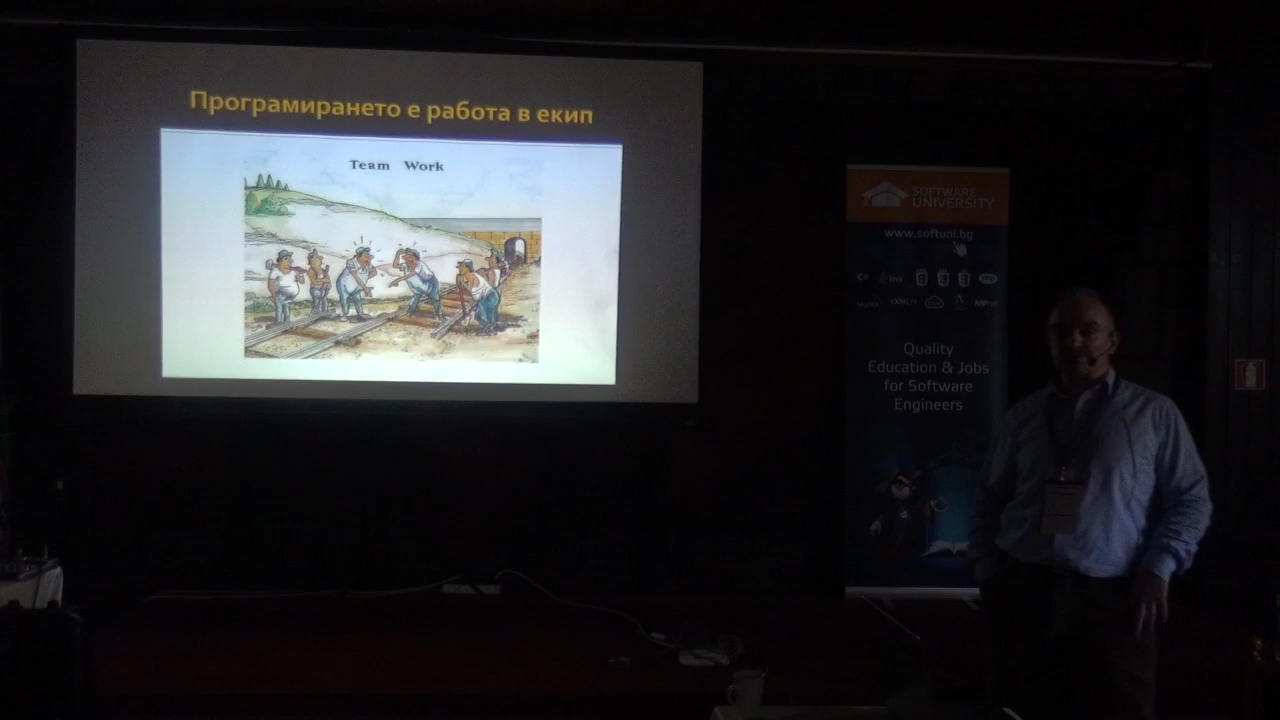 Програмирането е работа в екип
Team Work
SOFTWARE
UNIVERSITY
www.softuni.bg
Quality
Education & Jobs
for Software
Engineers